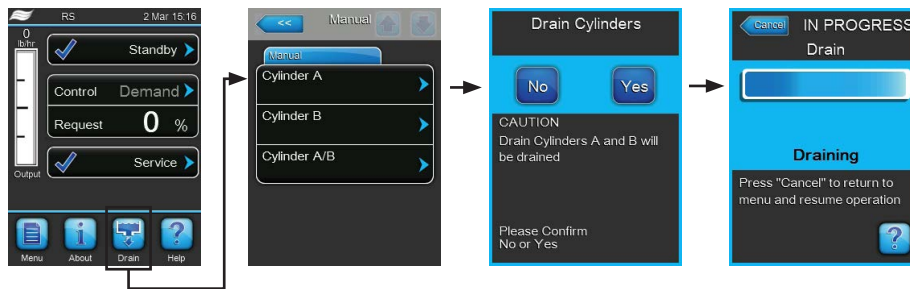 RS 2 Mar 15:16
0
lb/hr
Standby
Control Demand
Request 0 %
Service
Output
Menu About Drain Help
<< Manual
Manual
Cylinder A
Cylinder B
Cylinder A/B
Drain Cylinders
No Yes
CAUTION
Drain Cylinders A and B will
be drained
Please Confirm
No or Yes
Cancel IN PROGRESS
Drain
Draining
Press "Cancel" to return to
menu and resume operation
?